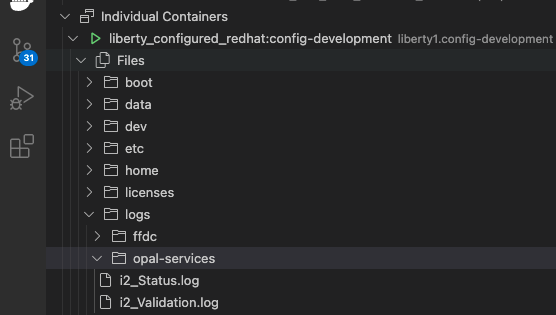 Individual Containers
liberty_configured_redhat:config-development liberty1.config-development
Files
boot
data
dev
etc
home
licenses
logs
ffdc
opal-services
i2_Status.log
i2_Validation.log
31